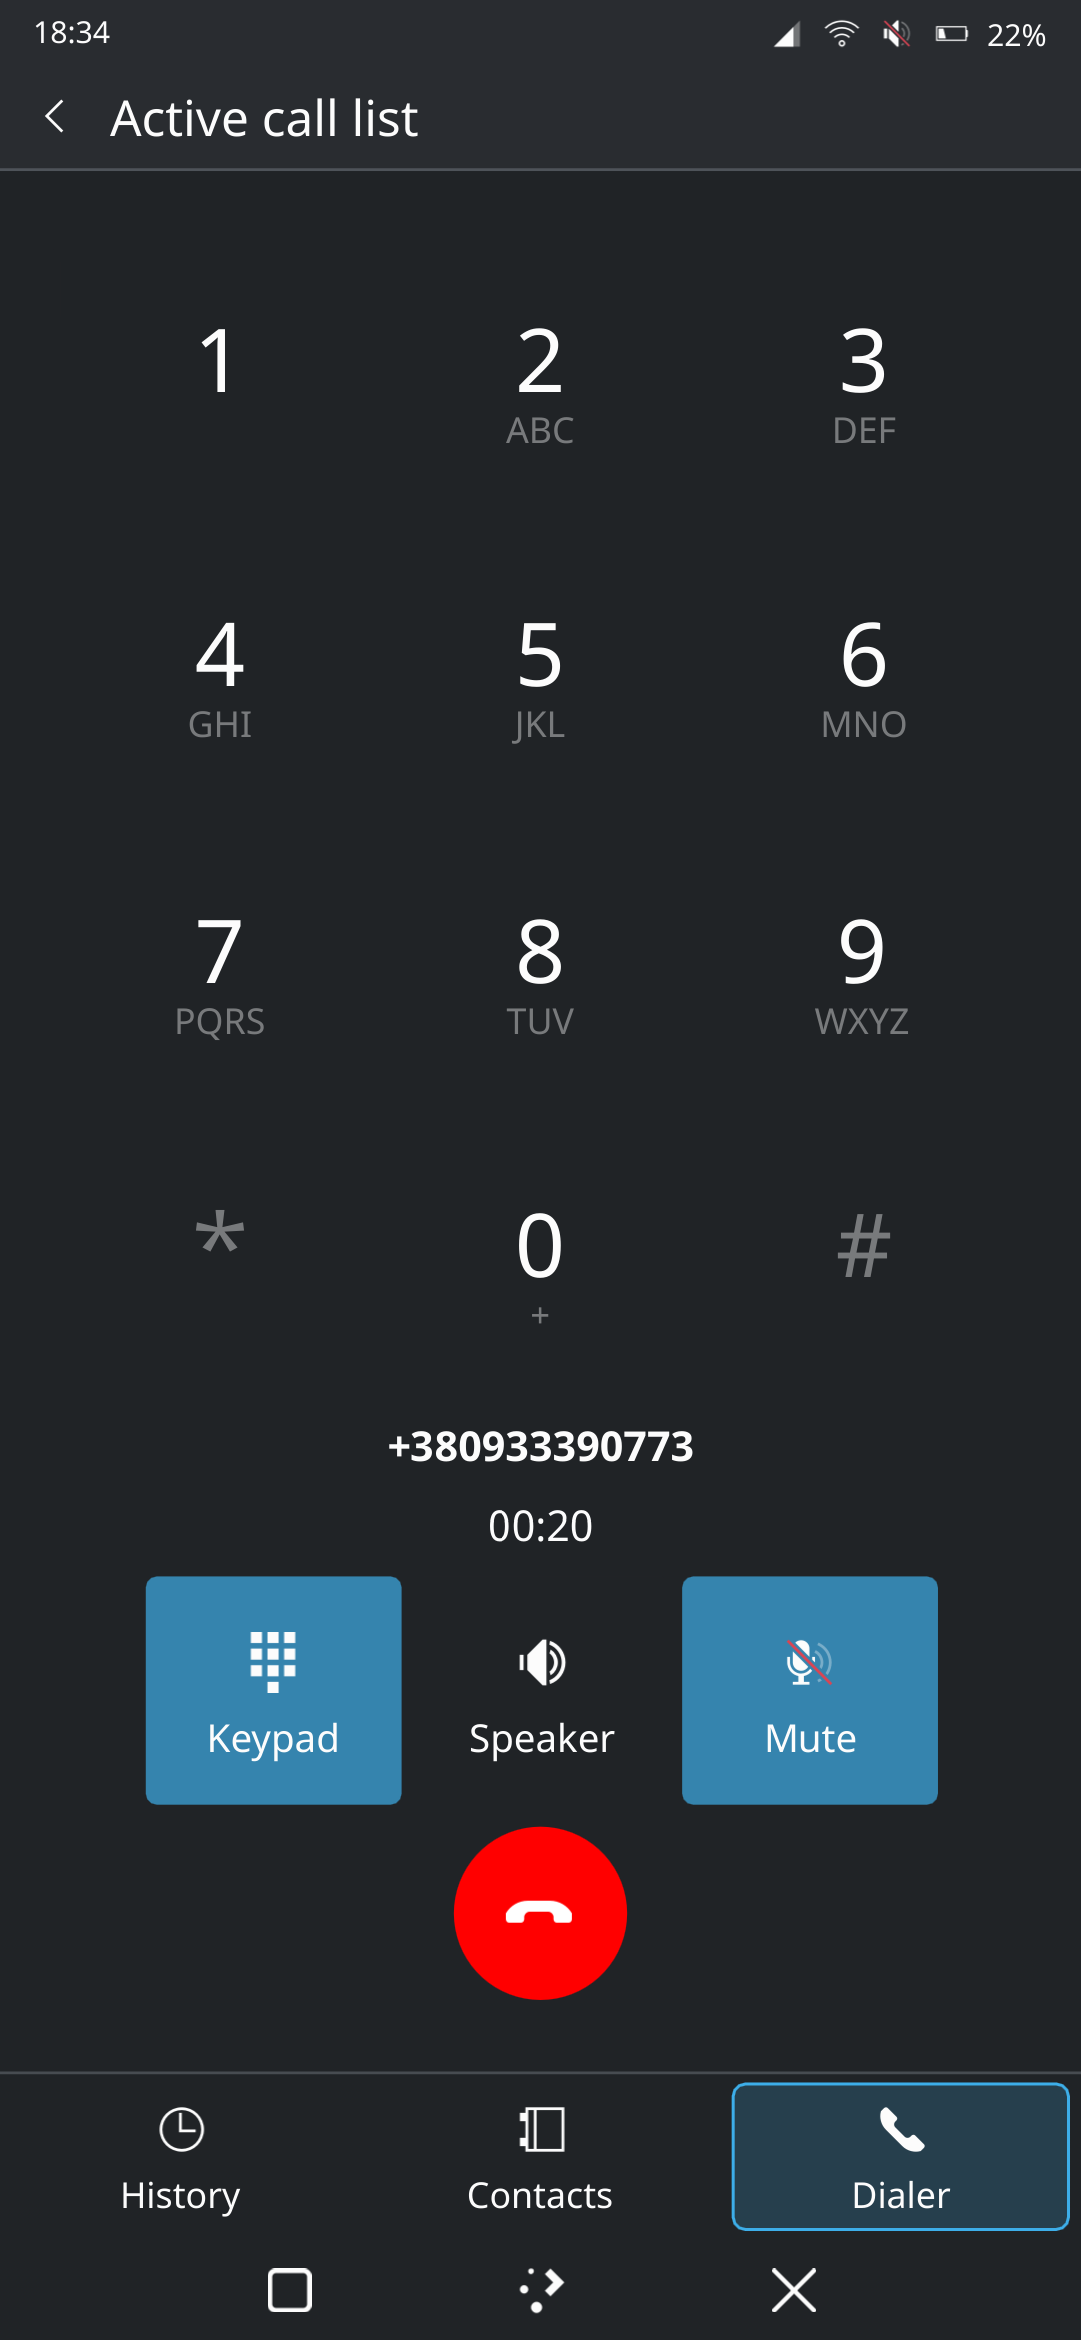 18:34 22%
Active call list
1 2 3
ABC DEF
4 5 6
GHI JKL MNO
7 8 9
PQRS TUV WXYZ
* 0 #
+
+380933390773
00:20
Keypad Speaker Mute
History Contacts Dialer